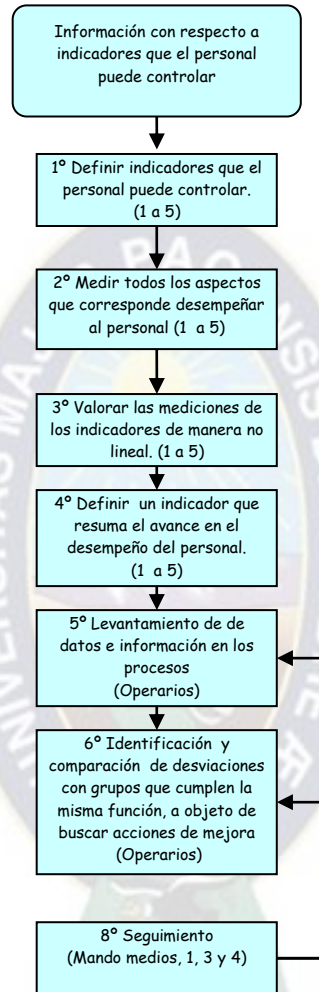 Información con respecto a
indicadores que el personal
puede controlar
1º Definir indicadores que el
personal puede controlar.
(1 a 5)
2º Medir todos los aspectos
que corresponde desempeñar
al personal (1 a 5)
3º Valorar las mediciones de
los indicadores de manera no
lineal. (1 a 5)
4º Definir un indicador que
resuma el avance en el
desempeño del personal.
(1 a 5)
5º Levantamiento de de
datos e información en los
procesos
(Operarios)
6º Identificación y
comparación de desviaciones
con grupos que cumplen la
misma función, a objeto de
buscar acciones de mejora
(Operarios)
8º Seguimiento
(Mando medios, 1, 3 y 4)